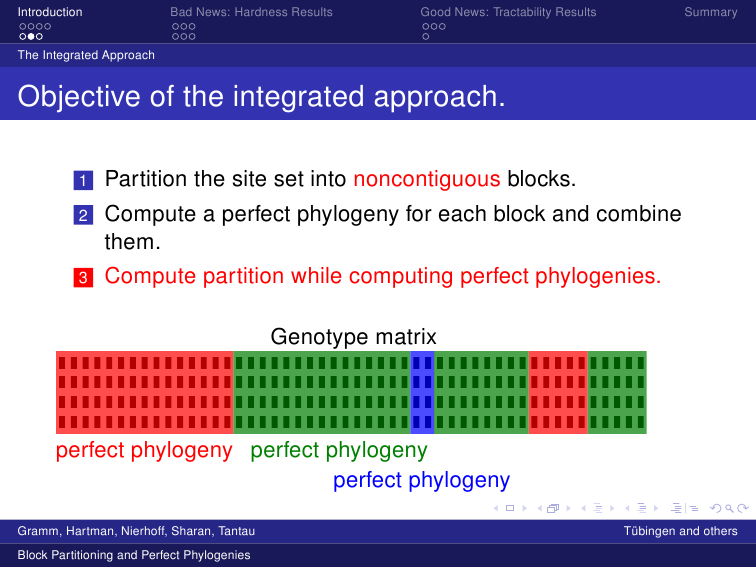 Introduction
Bad News: Hardness Results
Good News: Tractability Results
Summary
The Integrated Approach
Objective of the integrated approach.
1 Partition the site set into noncontiguous blocks.
2 Compute a perfect phylogeny for each block and combine
them.
3 Compute partition while computing perfect phylogenies.
Genotype matrix
perfect phylogeny perfect phylogeny
perfect phylogeny
Gramm, Hartman, Nierhoff, Sharan, Tantau
Tübingen and others
Block Partitioning and Perfect Phylogenies